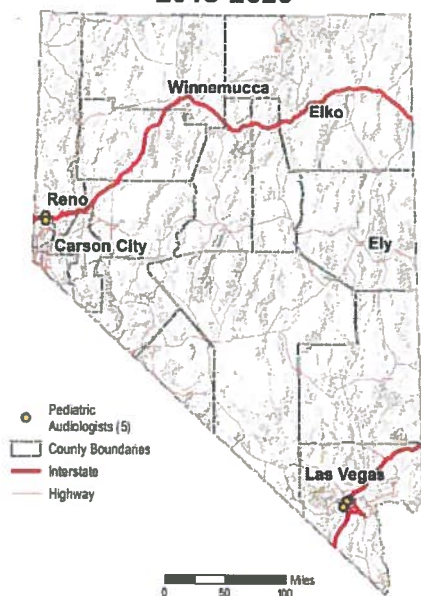 Winnemucca
Elko
Reno
Carson City
Ely
Las Vegas
Pediatric
Audiologists (5)
County Boundaries
Interstate
Highway
Miles
0 50 100